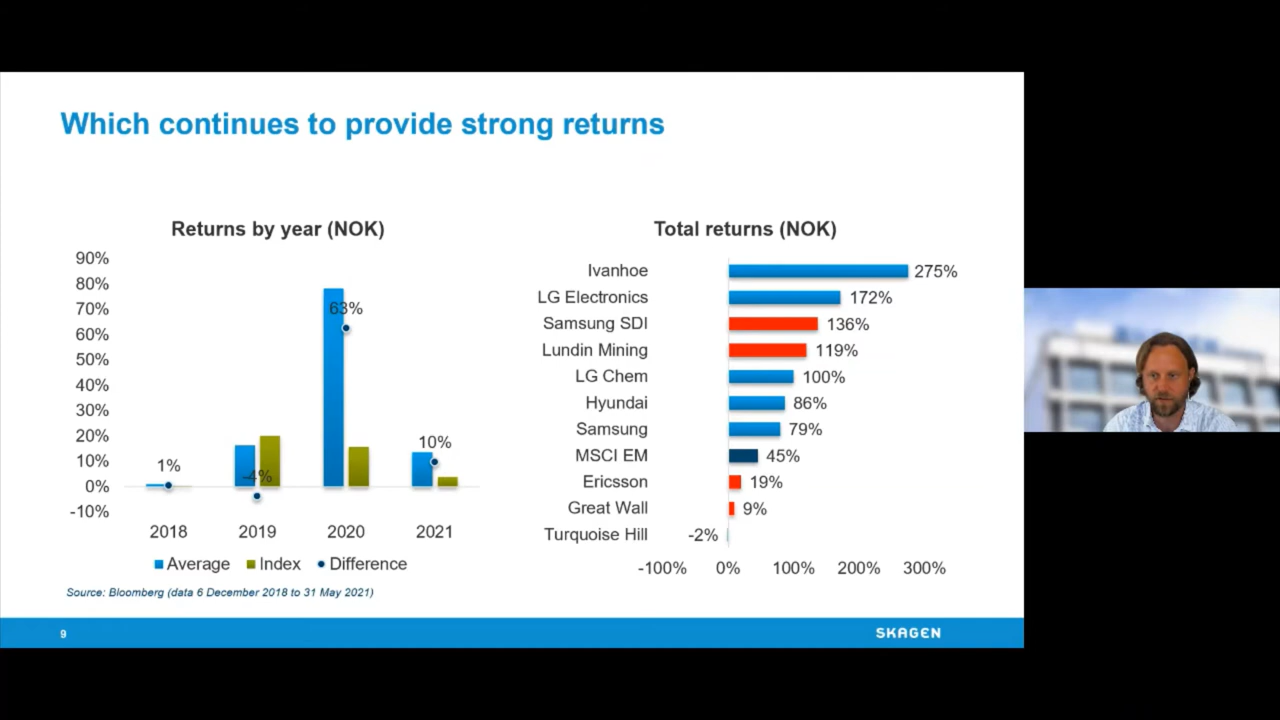 Which continues to provide strong returns
Returns by year (NOK)
90%
80%
70%
60%
50%
40%
30%
20%
10%
0%
-10%
1%
-4%
63%
10%
2018 2019 2020 2021
Average Index Difference
Total returns (NOK)
Ivanhoe 275%
LG Electronics 172%
Samsung SDI 136%
Lundin Mining 119%
LG Chem 100%
Hyundai 86%
Samsung 79%
MSCI EM 45%
Ericsson 19%
Great Wall 9%
Turquoise Hill -2%
-100% 0% 100% 200% 300%
Source: Bloomberg (data 6 December 2018 to 31 May 2021)
9
SKAGEN